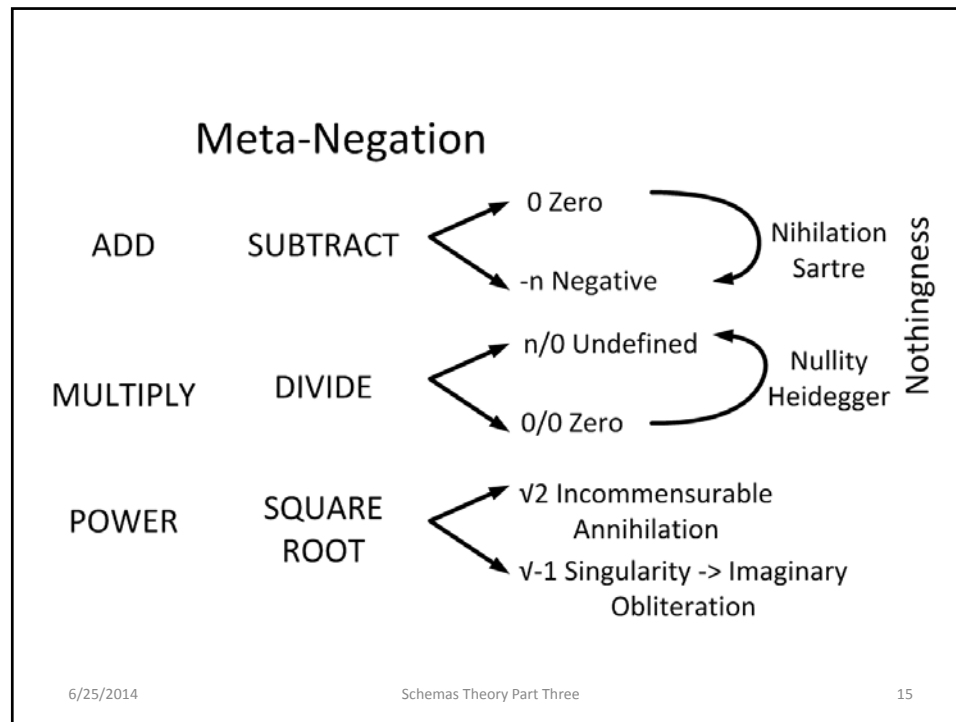 Meta-Negation
ADD
SUBTRACT
0 Zero
-n Negative
Nihilation
Sartre
MULTIPLY
DIVIDE
n/0 Undefined
0/0 Zero
Nullity
Heidegger
Nothingness
POWER
SQUARE
ROOT
√2 Incommensurable
Annihilation
√-1 Singularity -> Imaginary
Obliteration
6/25/2014
Schemas Theory Part Three
15